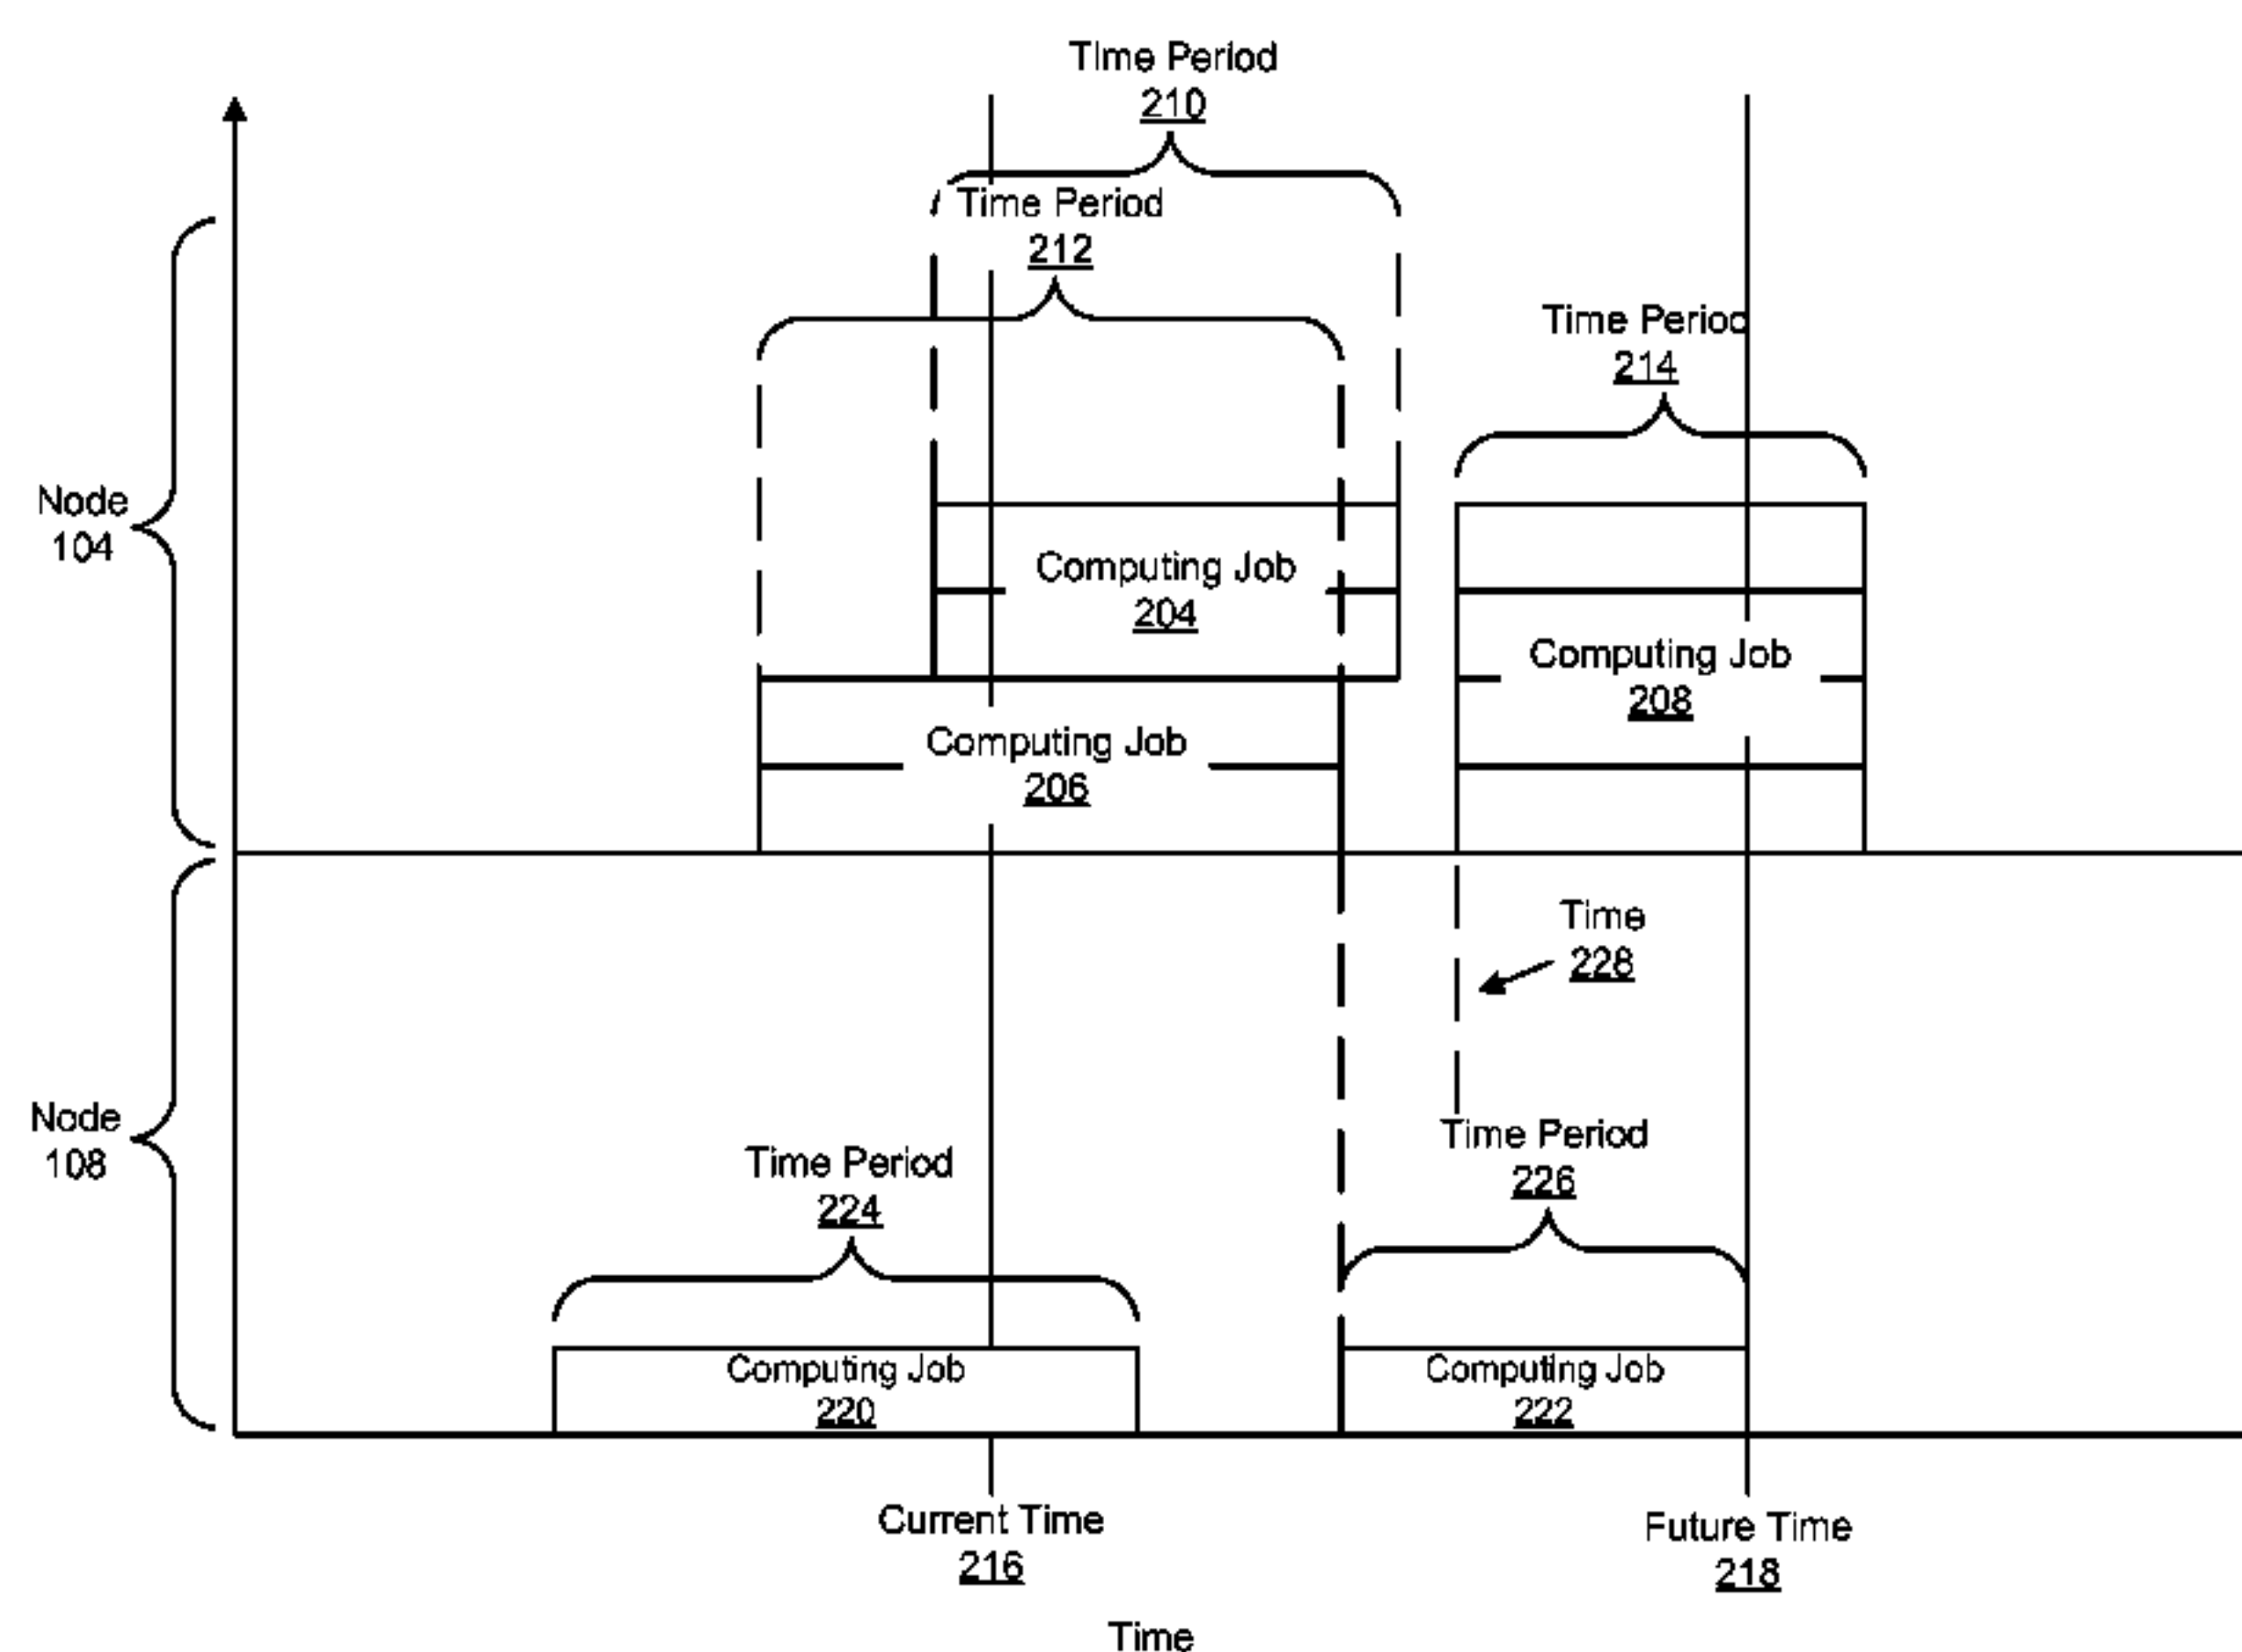 Time Period
210
Time Period
212
Time Period
214
Node
104
Computing Job
204
Computing Job
208
Computing Job
206
Time
228
Node
108
Time Period
226
Time Period
224
Computing Job
220
Computing Job
222
Current Time
216
Future Time
218
Time